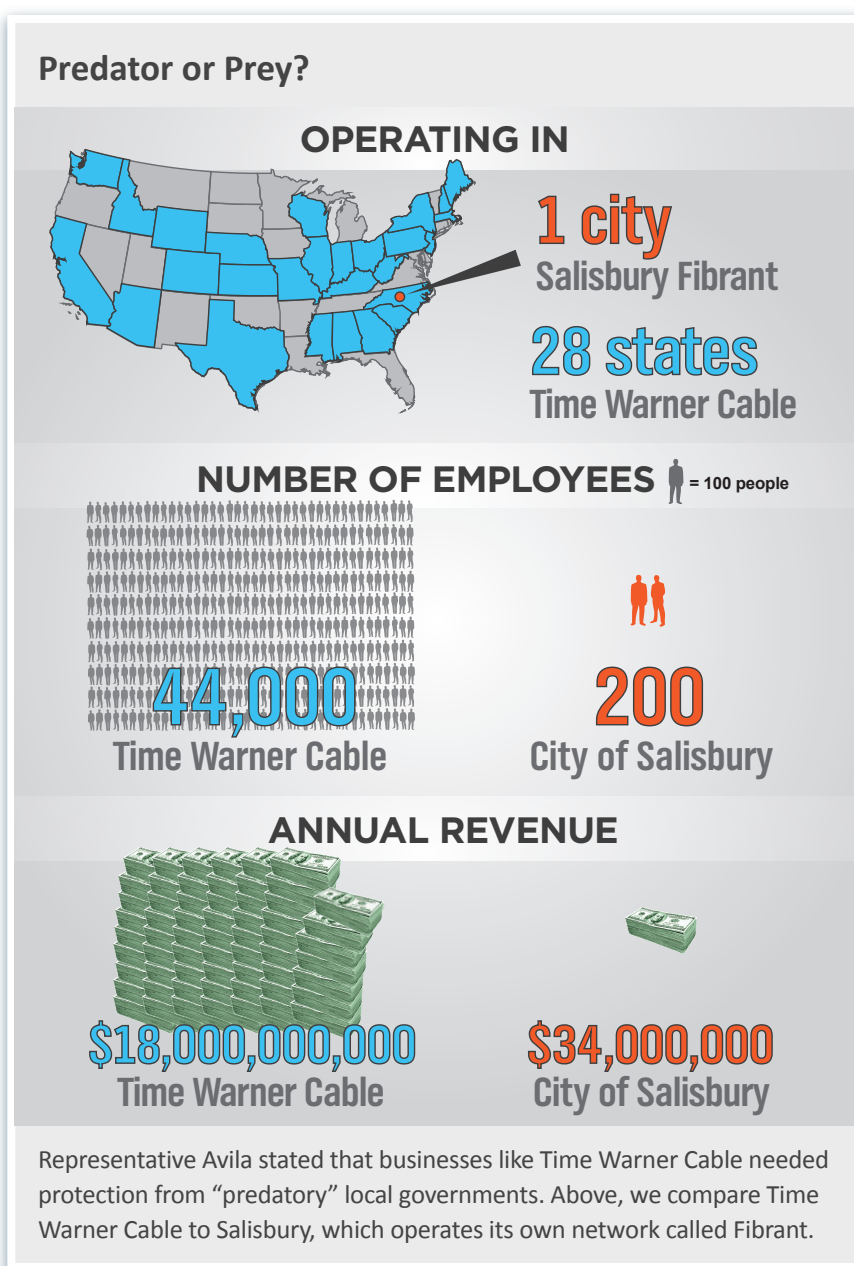 Predator or Prey?
OPERATING IN
1 city
Salisbury Fibrant
28 states
Time Warner Cable
NUMBER OF EMPLOYEES = 100 people
44,000
Time Warner Cable
200
City of Salisbury
ANNUAL REVENUE
$18,000,000,000
Time Warner Cable
$34,000,000
City of Salisbury
Representative Avila stated that businesses like Time Warner Cable needed
protection from “predatory” local governments. Above, we compare Time
Warner Cable to Salisbury, which operates its own network called Fibrant.